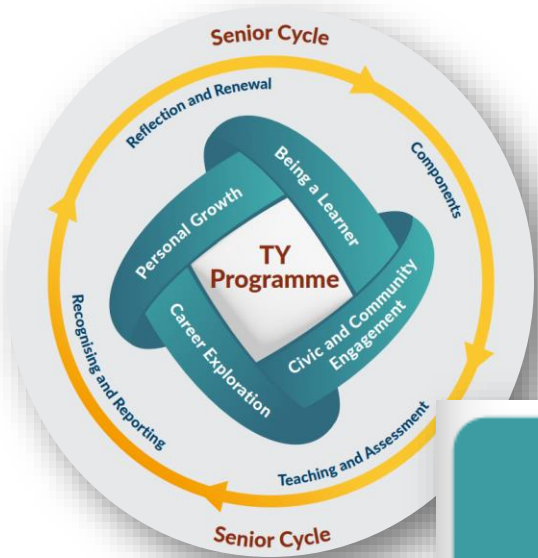 Senior Cycle
Reflection and Renewal
Components
Being a Learner
Personal Growth
TY
Programme
Civic and Community
Engagement
Career Exploration
Recognising and Reporting
Teaching and Assessment
Senior Cycle